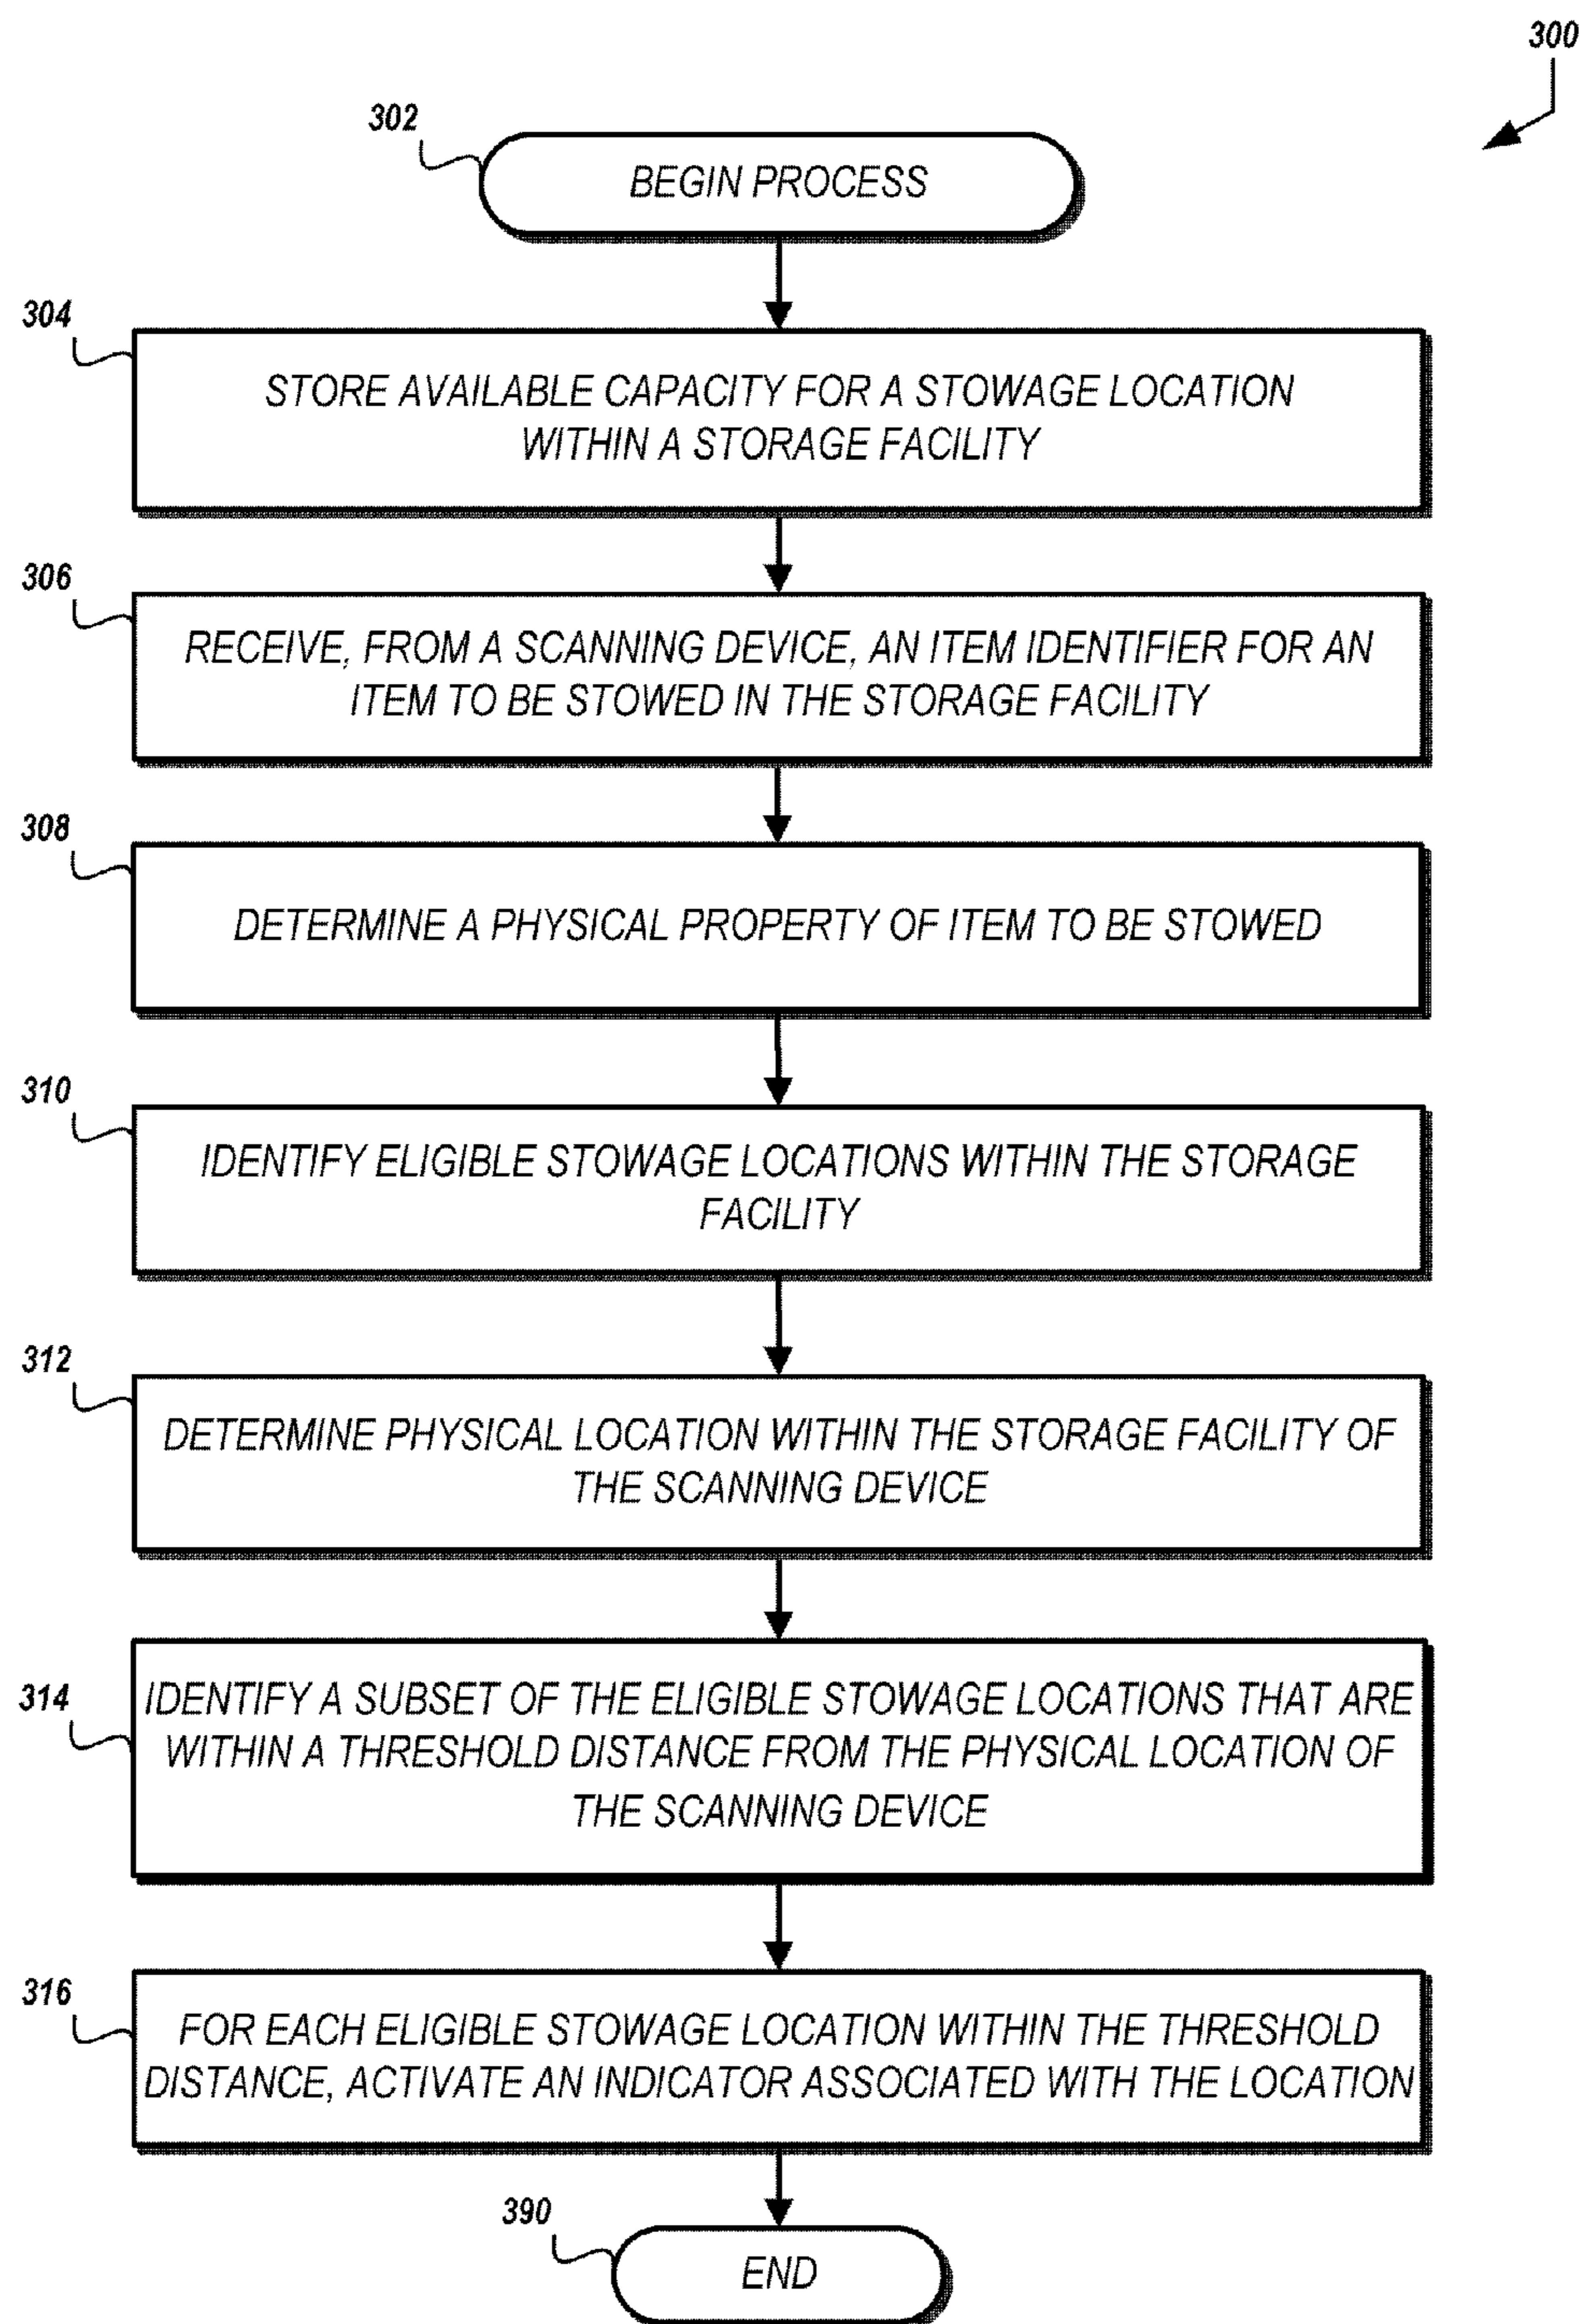 300
302
BEGIN PROCESS
304
STORE AVAILABLE CAPACITY FOR A STOWAGE LOCATION
WITHIN A STORAGE FACILITY
306
RECEIVE, FROM A SCANNING DEVICE, AN ITEM IDENTIFIER FOR AN
ITEM TO BE STOWED IN THE STORAGE FACILITY
308
DETERMINE A PHYSICAL PROPERTY OF ITEM TO BE STOWED
310
IDENTIFY ELIGIBLE STOWAGE LOCATIONS WITHIN THE STORAGE
FACILITY
312
DETERMINE PHYSICAL LOCATION WITHIN THE STORAGE FACILITY OF
THE SCANNING DEVICE
314
IDENTIFY A SUBSET OF THE ELIGIBLE STOWAGE LOCATIONS THAT ARE
WITHIN A THRESHOLD DISTANCE FROM THE PHYSICAL LOCATION OF
THE SCANNING DEVICE
316
FOR EACH ELIGIBLE STOWAGE LOCATION WITHIN THE THRESHOLD
DISTANCE, ACTIVATE AN INDICATOR ASSOCIATED WITH THE LOCATION
390
END